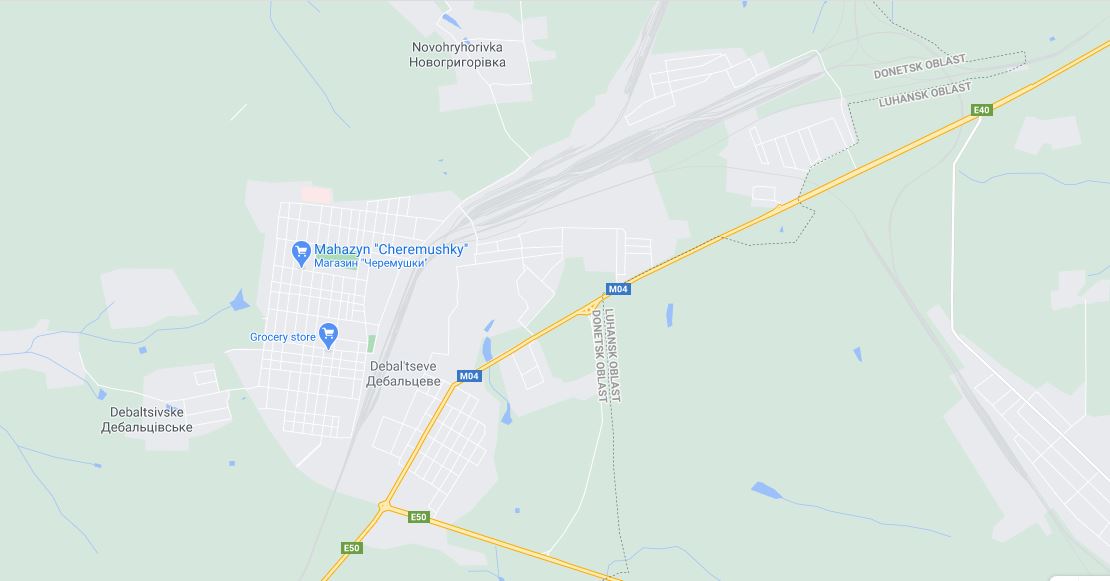 Novohryhorivka
Новогригорівка
DONETSK OBLAST
LUHANSK OBLAST
E40
Mahazyn "Cheremushky"
Магазин "Черемушки"
M04
Grocery store
LUHANSK OBLAST
DONETSK OBLAST
Debal'tseve
Дебальцеве
M04
Debaltsivske
Дебальцівське
E50
E50